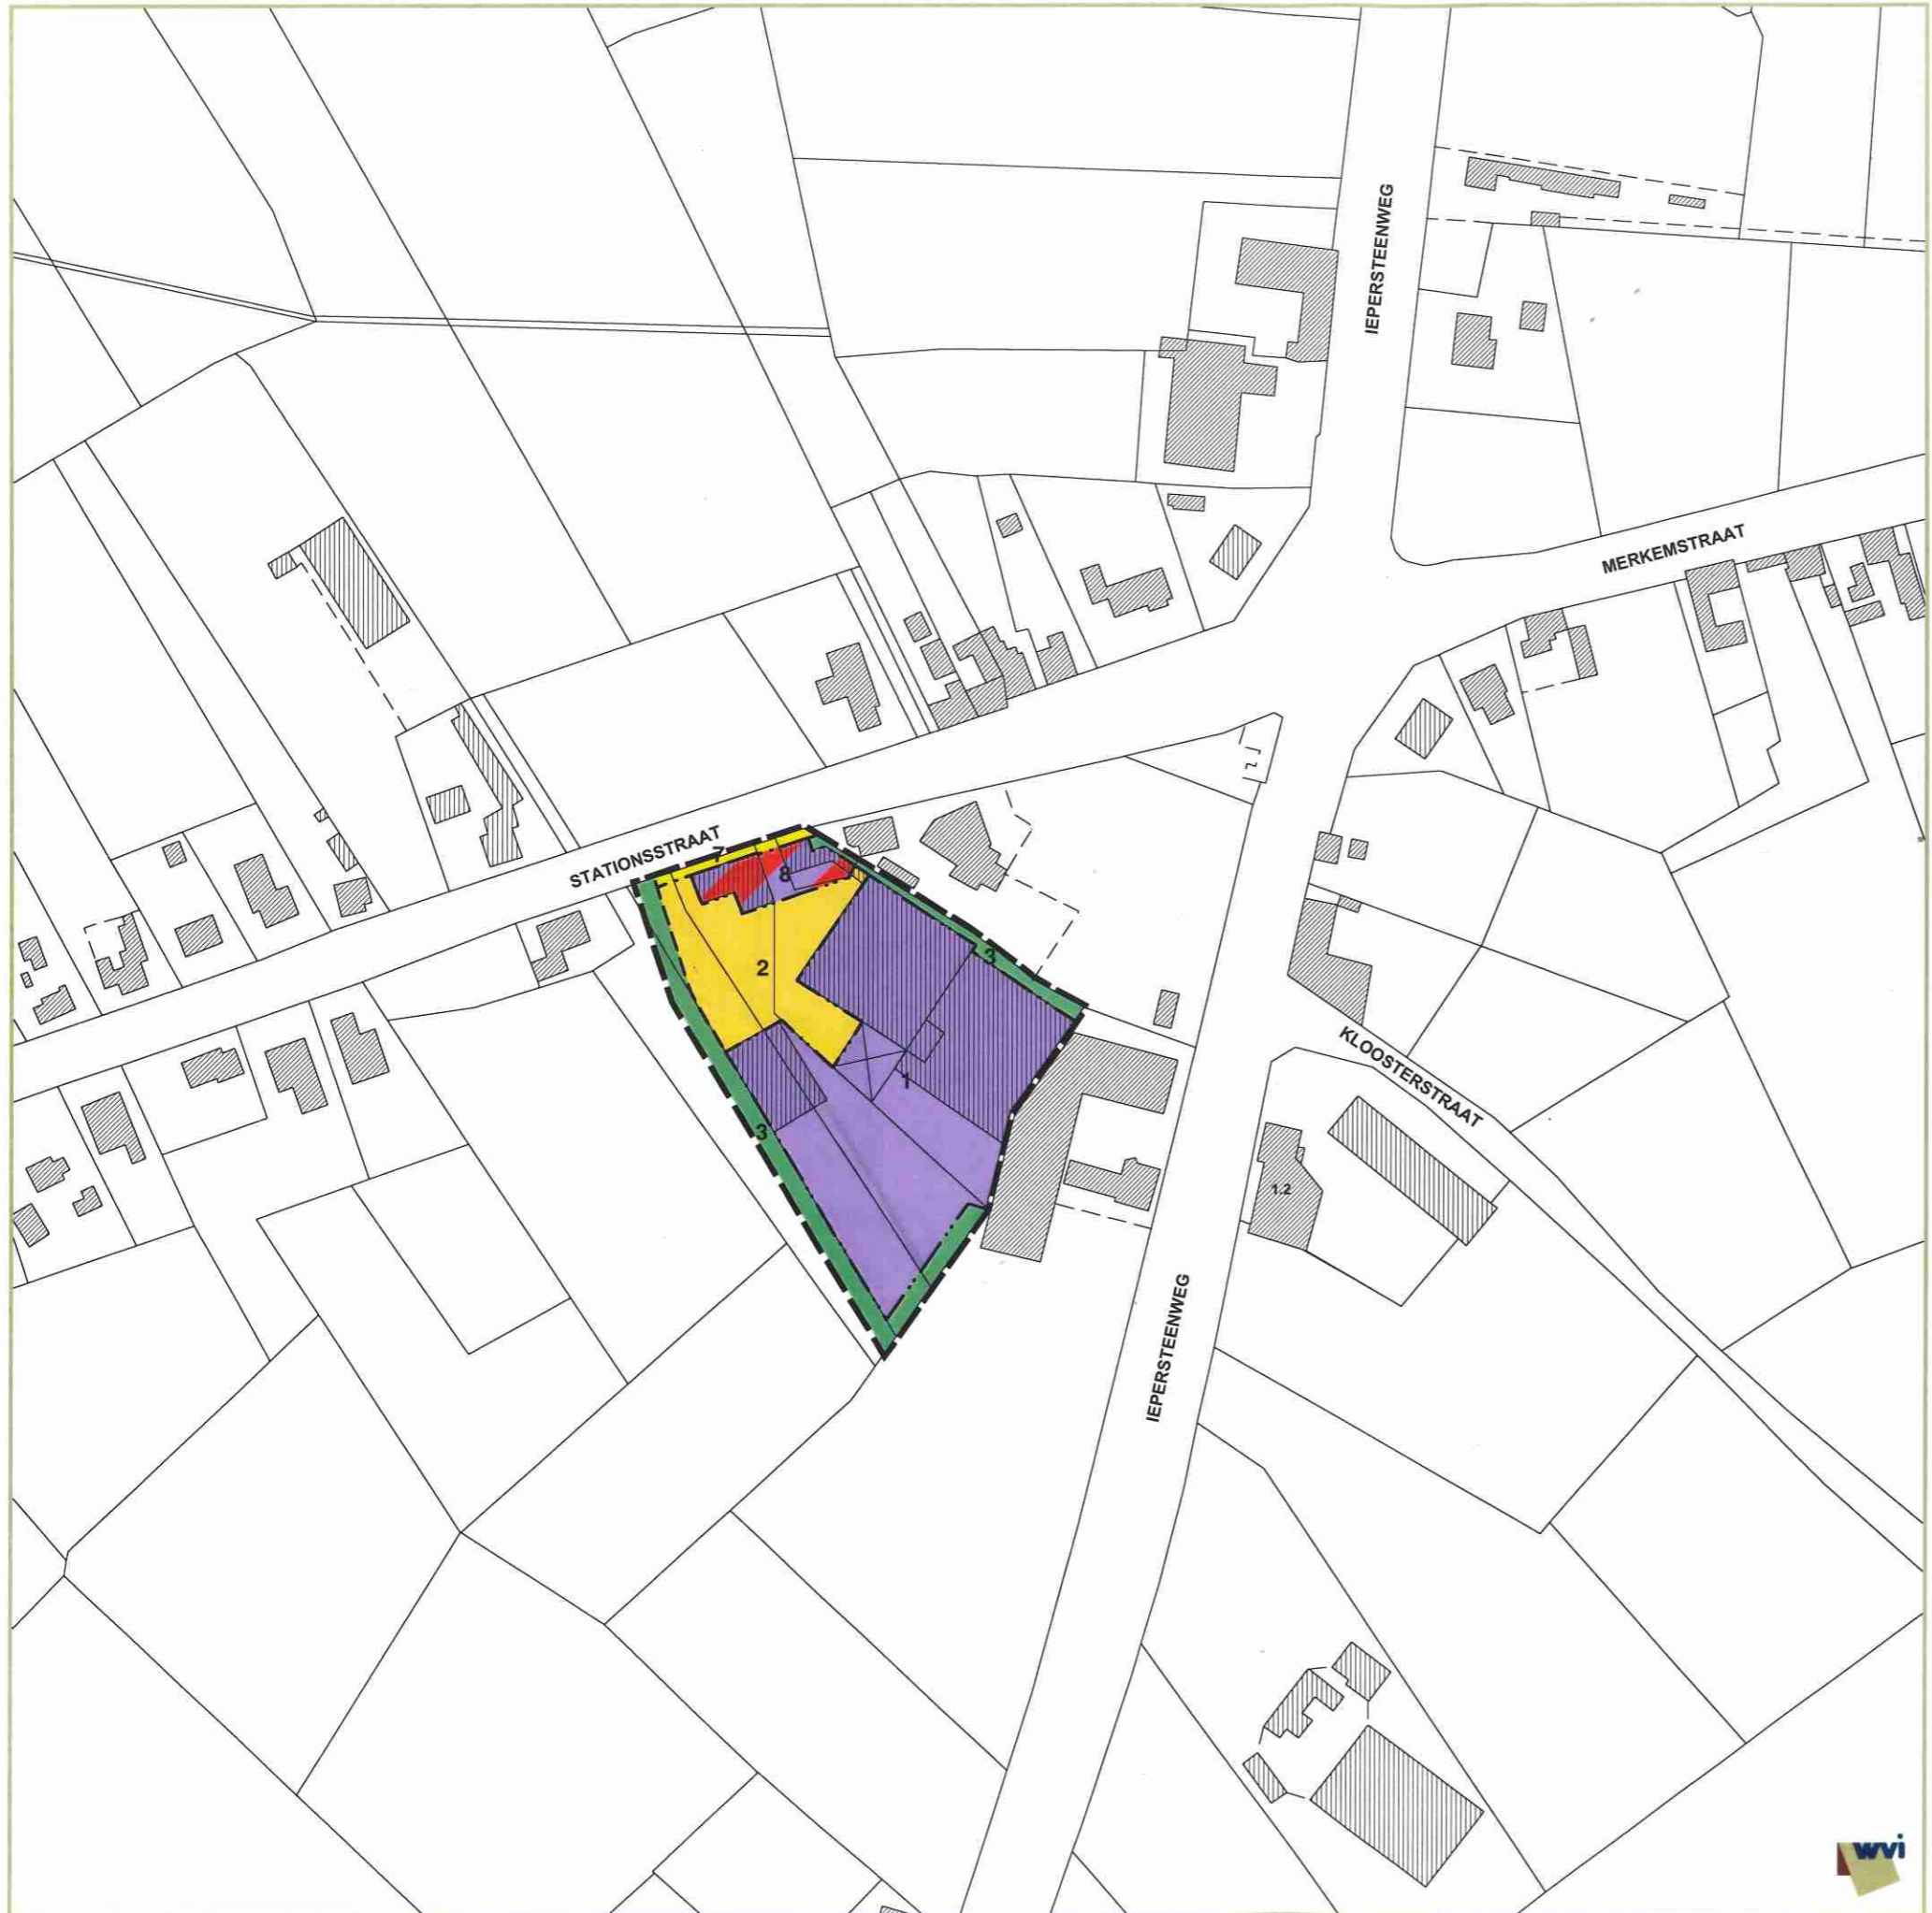 IEPERSTEENWEG
MERKEMSTRAAT
STATIONSSTRAAT
7
8
2
3
1
3
KLOOSTERSTRAAT
1.2
IEPERSTEENWEG
wvi